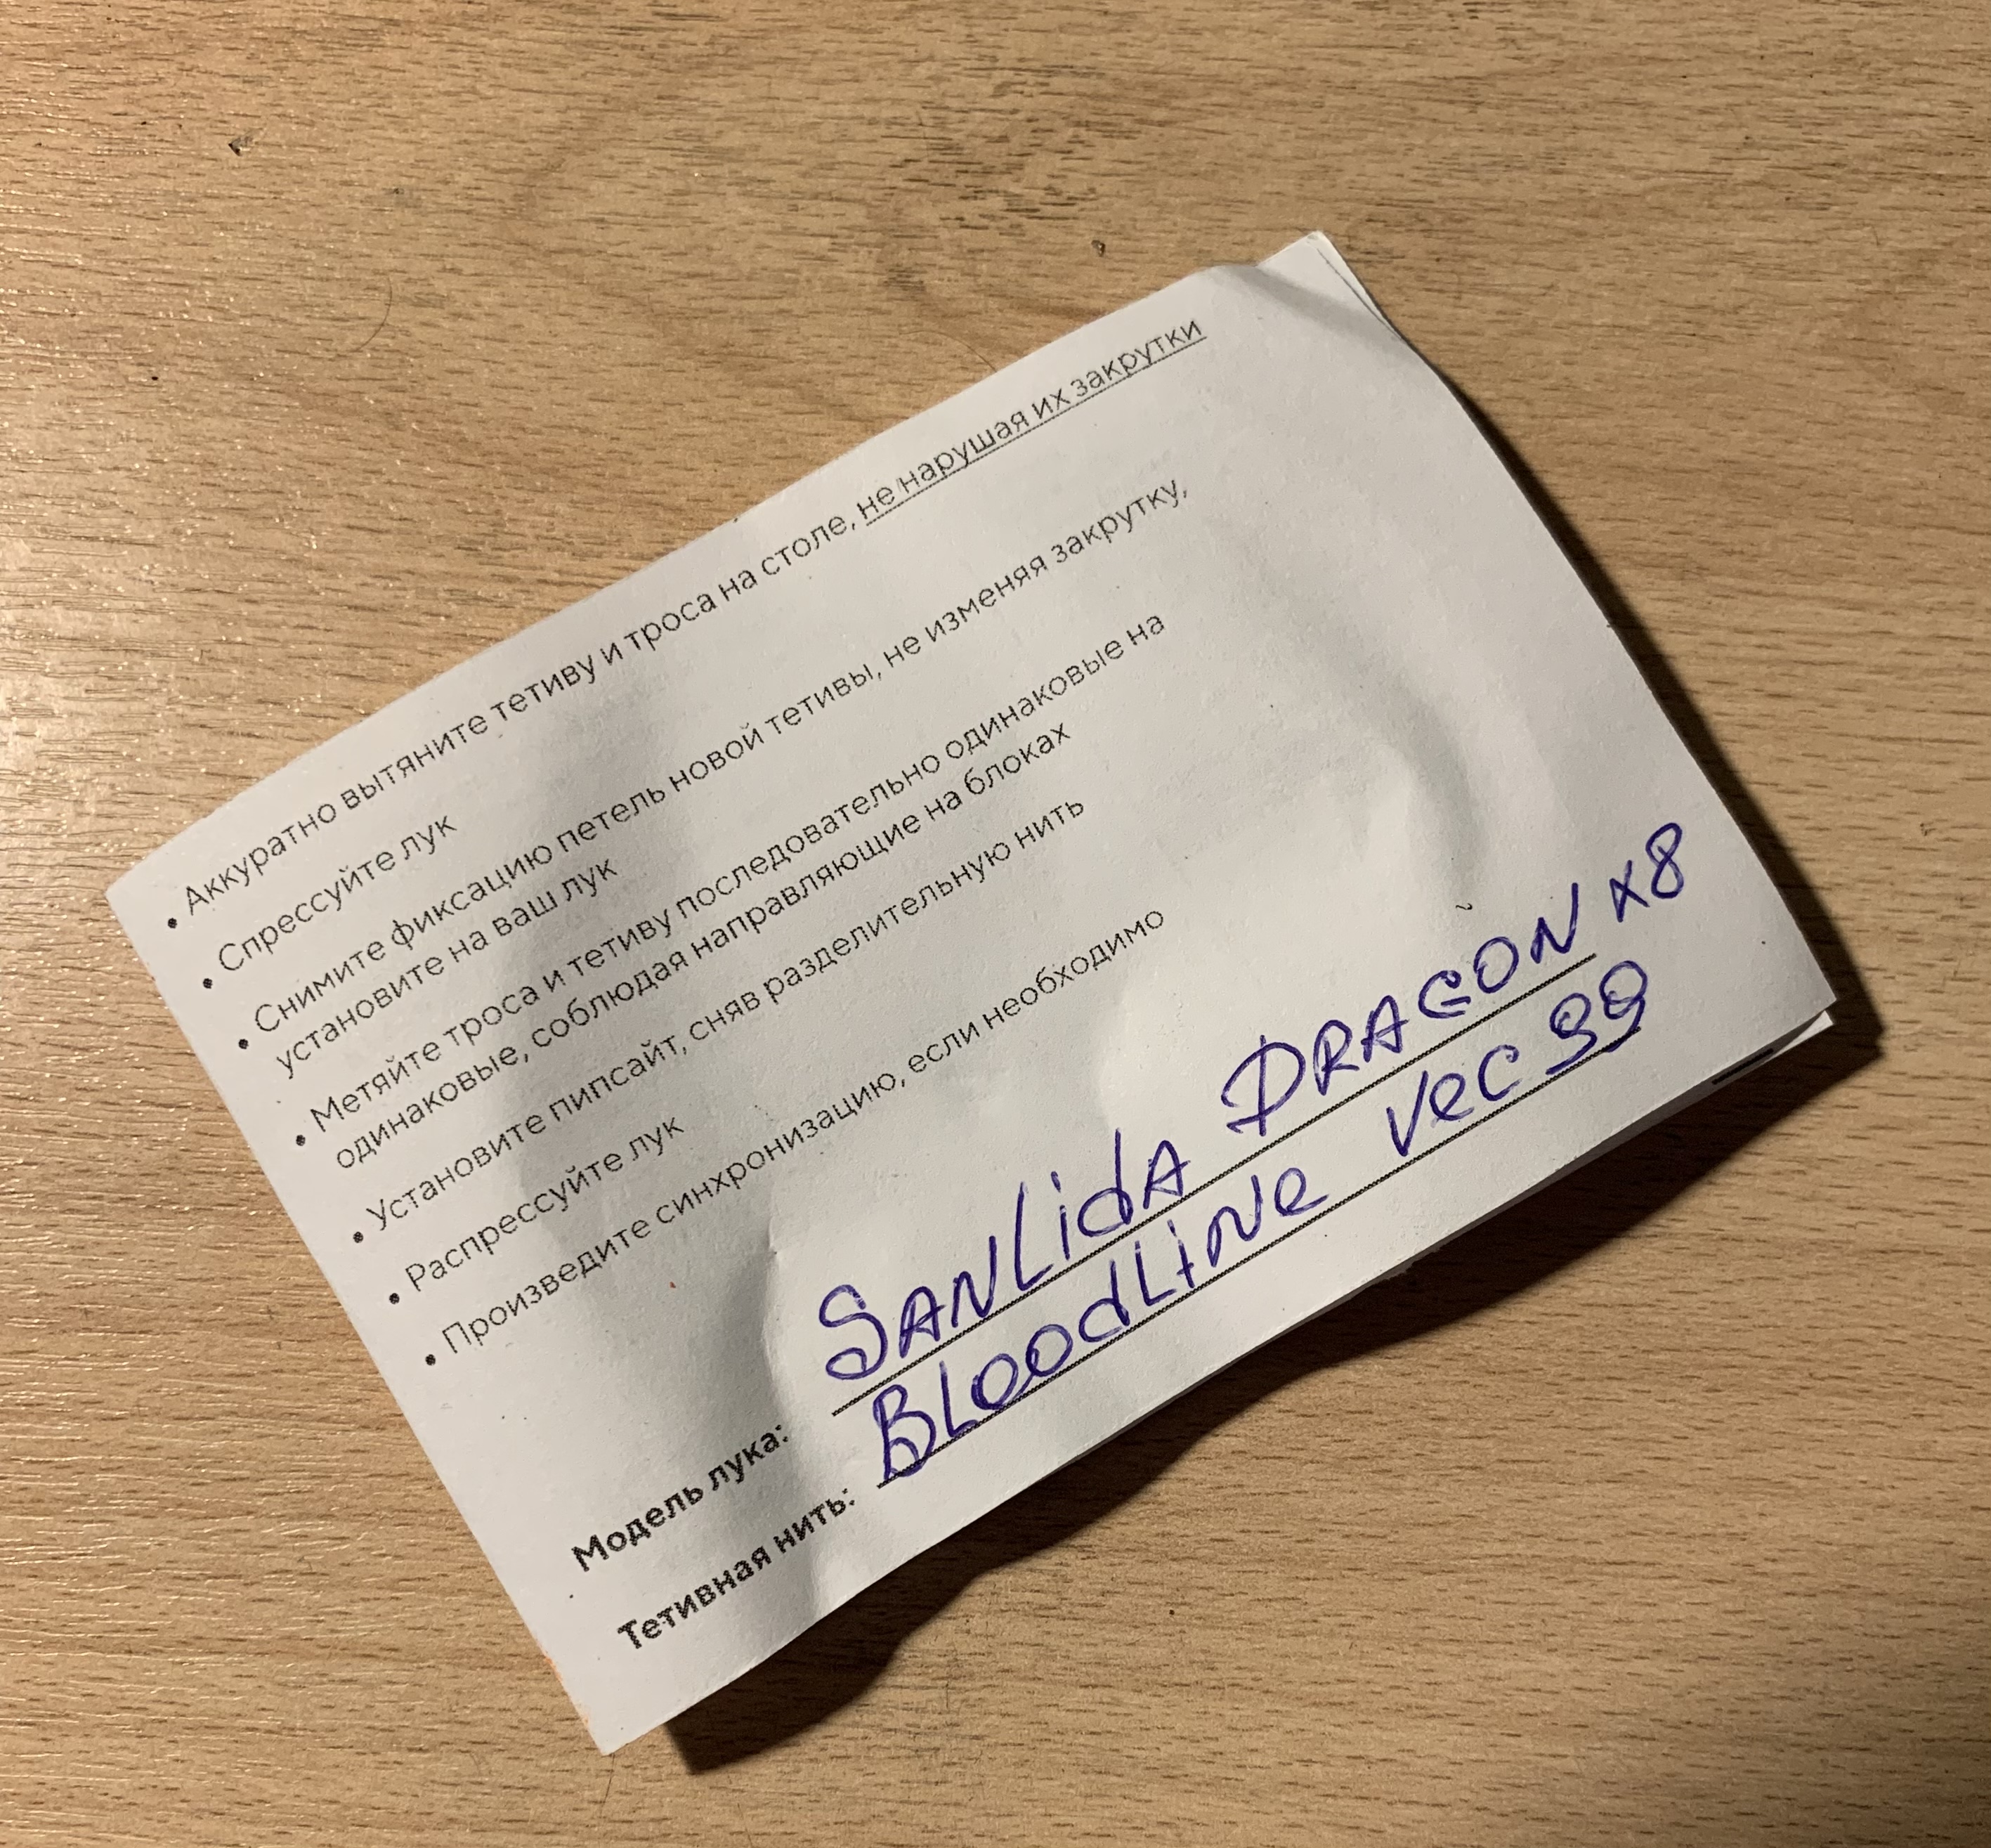 • Аккуратно вытяните тетиву и троса на столе, не нарушая их закрутки
• Спрессуйте лук
• Снимите фиксацию петель новой тетивы, не изменяя закрутку,
установите на ваш лук
• Метяйте троса и тетиву последовательно одинаковые на
одинаковые, соблюдая направляющие на блоках
• Установите пипсайт, сняв разделительную нить
• Распрессуйте лук
• Произведите синхронизацию, если необходимо
Модель лука: SANLidA DRAGON x8
Тетивная нить: BLoodLiNe VeC 99